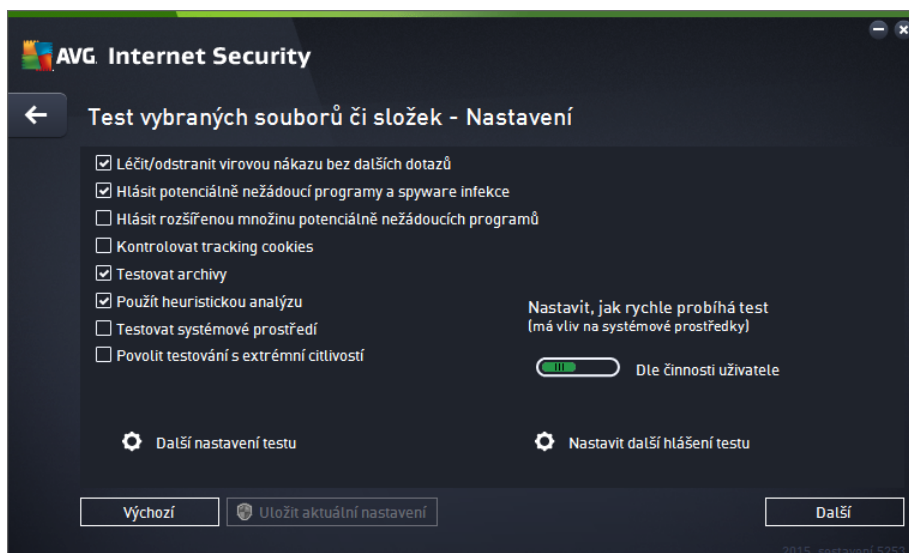 AVG. Internet Security
Test vybraných souborů či složek - Nastavení
Léčit/odstranit virovou nákazu bez dalších dotazů
Hlásit potenciálně nežádoucí programy a spyware infekce
Hlásit rozšířenou množinu potenciálně nežádoucích programů
Kontrolovat tracking cookies
Testovat archivy
Použít heuristickou analýzu
Testovat systémové prostředí
Povolit testování s extrémní citlivostí
Nastavit, jak rychle probíhá test
(má vliv na systémové prostředky)
Dle činnosti uživatele
Další nastavení testu
Nastavit další hlášení testu
Výchozí
Uložit aktuální nastavení
Další
2015, sestavení 5253